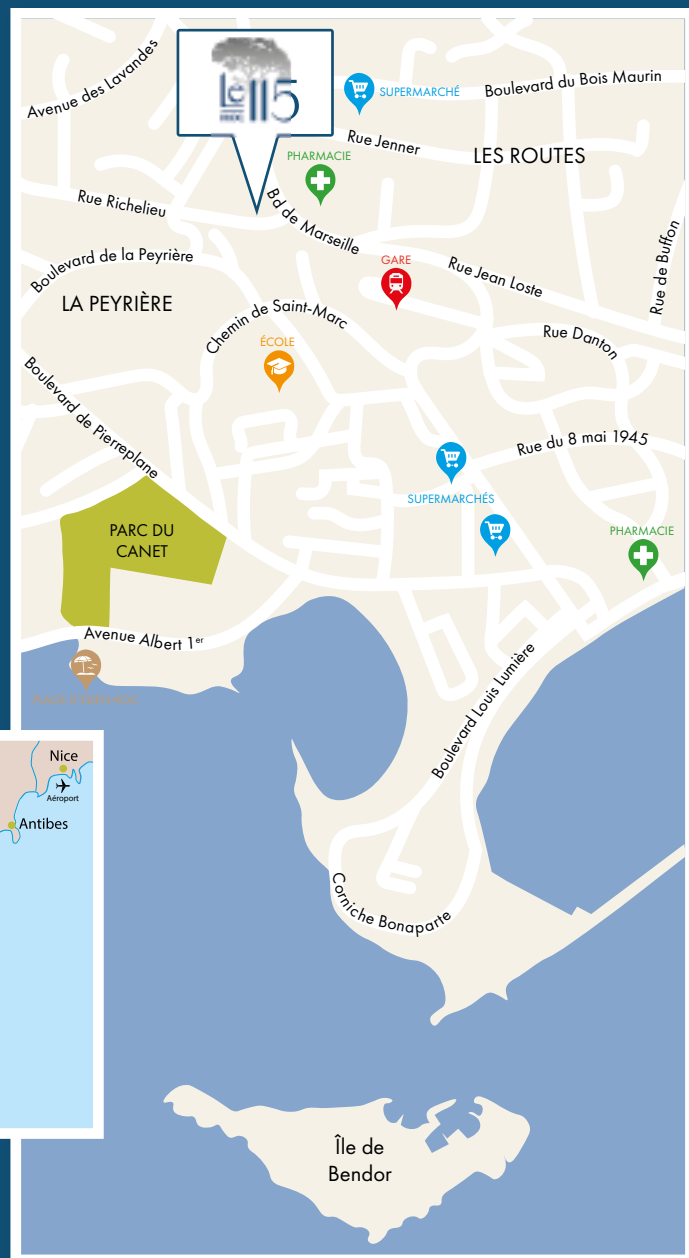 Avenue des Lavandes
Le 115
SUPERMARCHÉ
Boulevard du Bois Maurin
Rue Jenner
LES ROUTES
PHARMACIE
Rue Richelieu
Bd de Marseille
Boulevard de la Peyrière
GARE
Rue Jean Loste
Rue de Buffon
LA PEYRIÈRE
Chemin de Saint-Marc
Rue Danton
ÉCOLE
Boulevard de Pierreplane
Rue du 8 mai 1945
SUPERMARCHÉS
PARC DU
CANET
PHARMACIE
Avenue Albert 1er
Boulevard Louis Lumière
Nice
Aéroport
Antibes
Corniche Bonaparte
Île de
Bendor